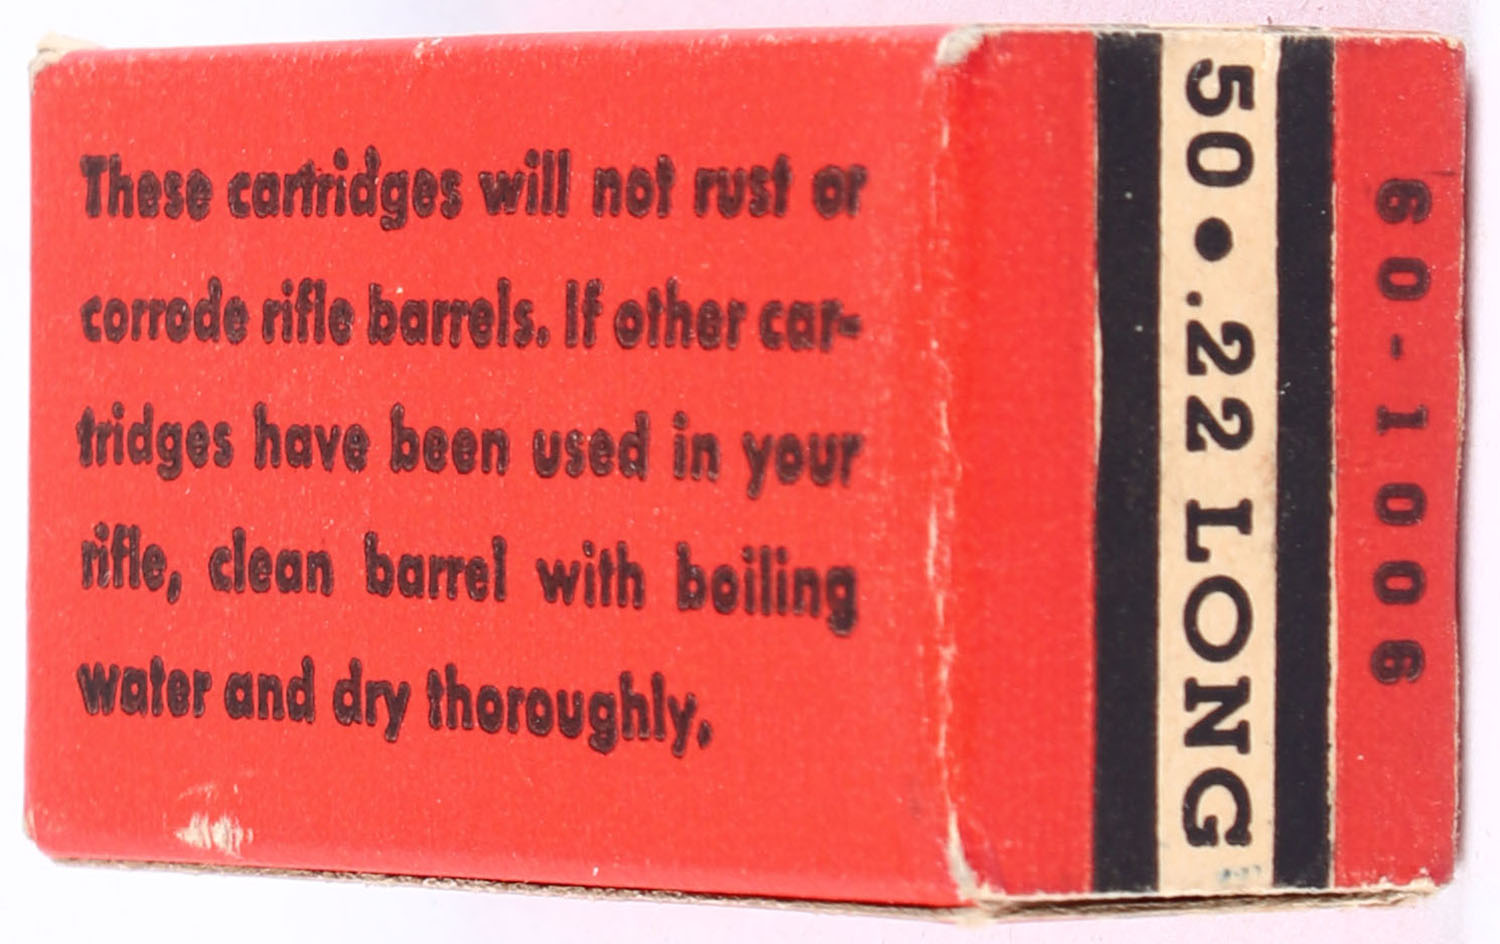 These cartridges will not rust or
corrode rifle barrels. If other car-
tridges have been used in your
rifle, clean barrel with boiling
water and dry thoroughly.
50 • .22 LONG
60-1006